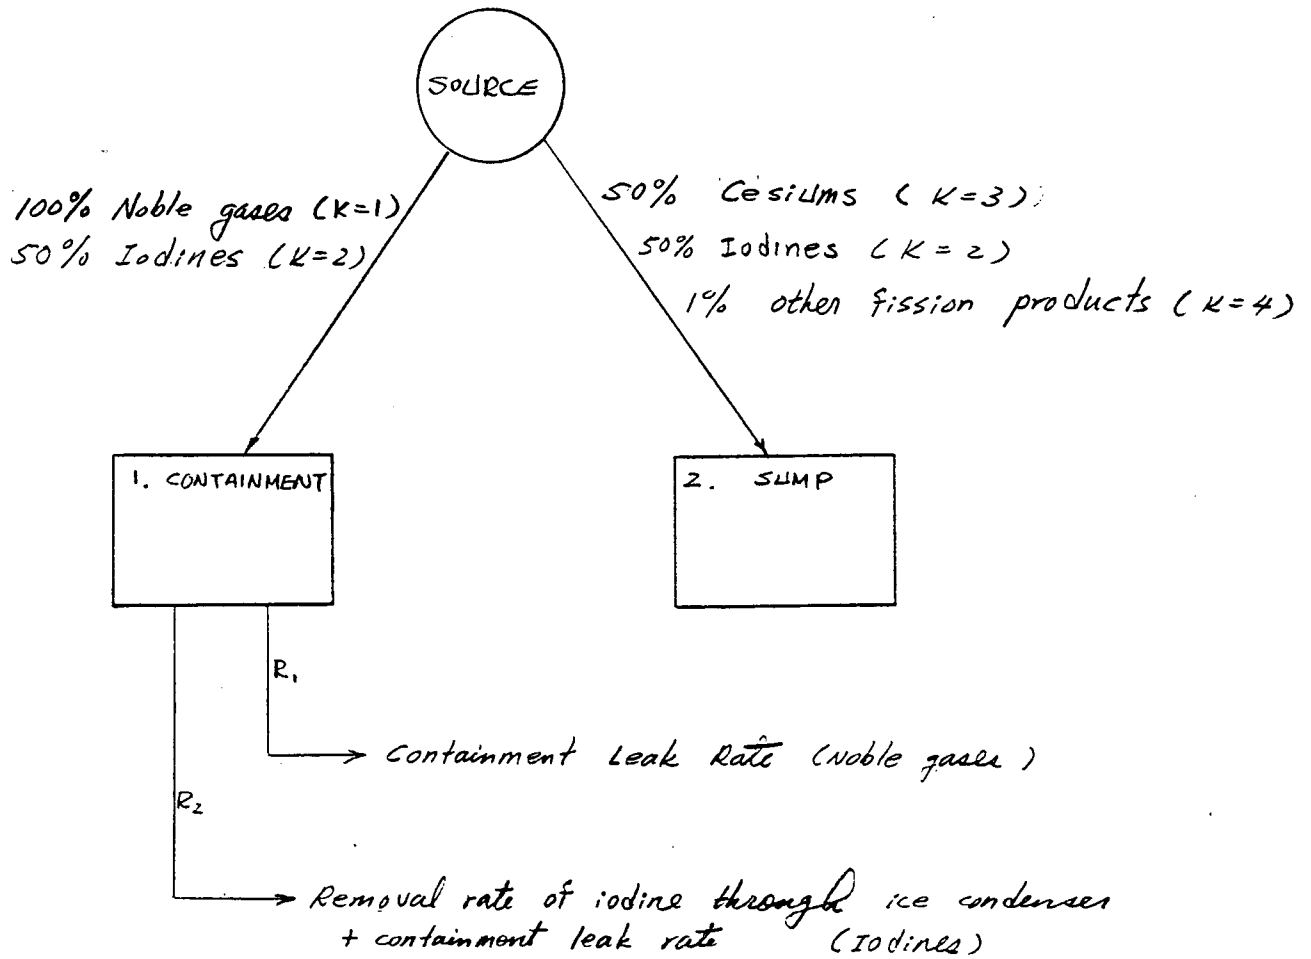 SOURCE
100% Noble gases (K=1)
50% Iodines (K=2)
50% Cesiums (K=3)
50% Iodines (K=2)
1% other fission products (K=4)
1. CONTAINMENT
2. SUMP
R₁
Containment Leak Rate (Noble gases)
R₂
Removal rate of iodine through ice condenser
+ containment leak rate (Iodines)